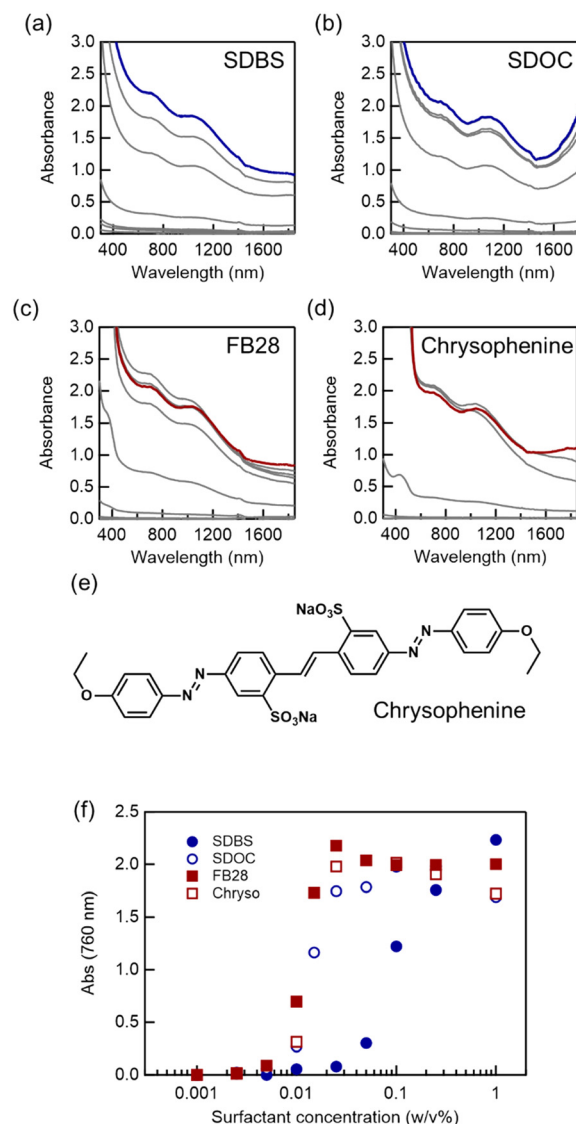 (a)
SDBS
3.0
2.5
2.0
1.5
1.0
0.5
0.0
Absorbance
400 800 1200 1600
Wavelength (nm)
(b)
SDOC
3.0
2.5
2.0
1.5
1.0
0.5
0.0
Absorbance
400 800 1200 1600
Wavelength (nm)
(c)
FB28
3.0
2.5
2.0
1.5
1.0
0.5
0.0
Absorbance
400 800 1200 1600
Wavelength (nm)
(d)
Chrysophenine
3.0
2.5
2.0
1.5
1.0
0.5
0.0
Absorbance
400 800 1200 1600
Wavelength (nm)
(e)
NaO₃S
N
N
O
O
N
N
SO₃Na
Chrysophenine
(f)
2.5
2.0
1.5
1.0
0.5
0.0
Abs (760 nm)
SDBS
SDOC
FB28
Chryso
0.001 0.01 0.1 1
Surfactant concentration (w/v%)